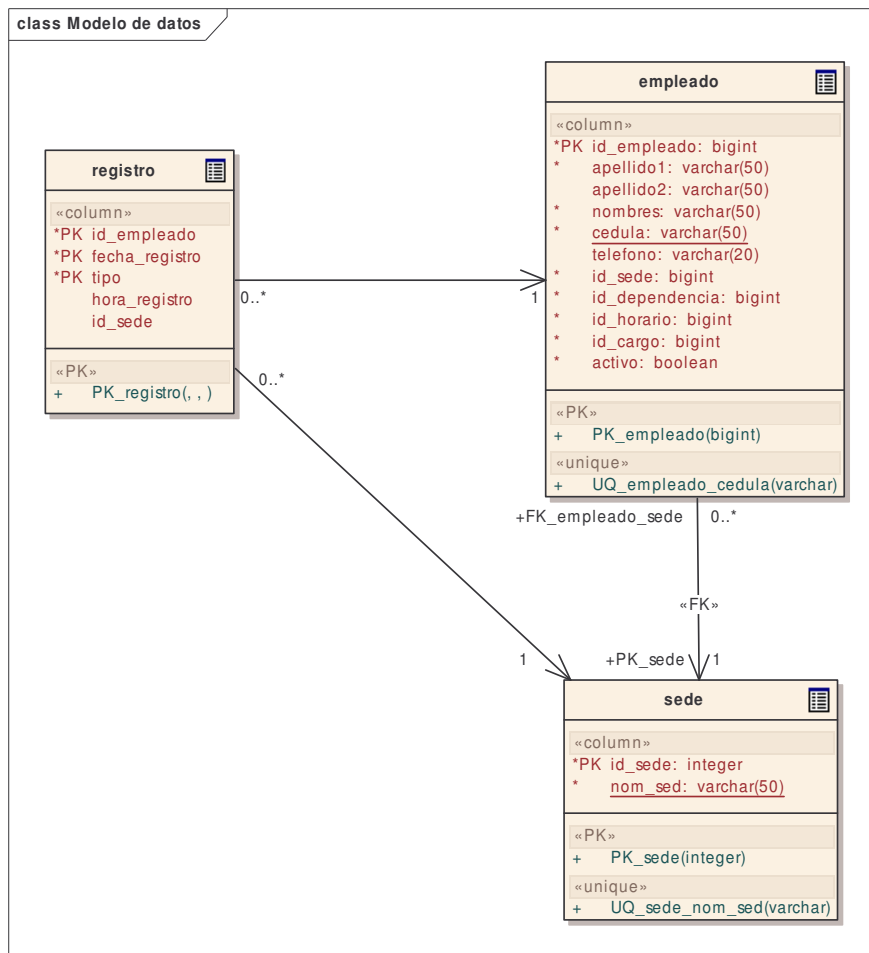 class Modelo de datos
registro
«column»
*PK id_empleado
*PK fecha_registro
*PK tipo
hora_registro
id_sede
«PK»
+ PK_registro(, , )
empleado
«column»
*PK id_empleado: bigint
* apellido1: varchar(50)
apellido2: varchar(50)
* nombres: varchar(50)
* cedula: varchar(50)
telefono: varchar(20)
* id_sede: bigint
* id_dependencia: bigint
* id_horario: bigint
* id_cargo: bigint
* activo: boolean
«PK»
+ PK_empleado(bigint)
«unique»
+ UQ_empleado_cedula(varchar)
0..*
1
0..*
1
+FK_empleado_sede 0..*
«FK»
+PK_sede 1
sede
«column»
*PK id_sede: integer
* nom_sed: varchar(50)
«PK»
+ PK_sede(integer)
«unique»
+ UQ_sede_nom_sed(varchar)